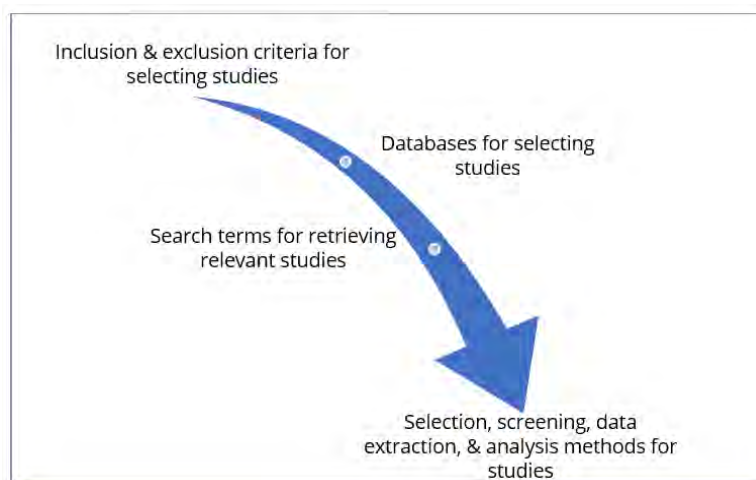 Inclusion & exclusion criteria for
selecting studies
Databases for selecting
studies
Search terms for retrieving
relevant studies
Selection, screening, data
extraction, & analysis methods for
studies